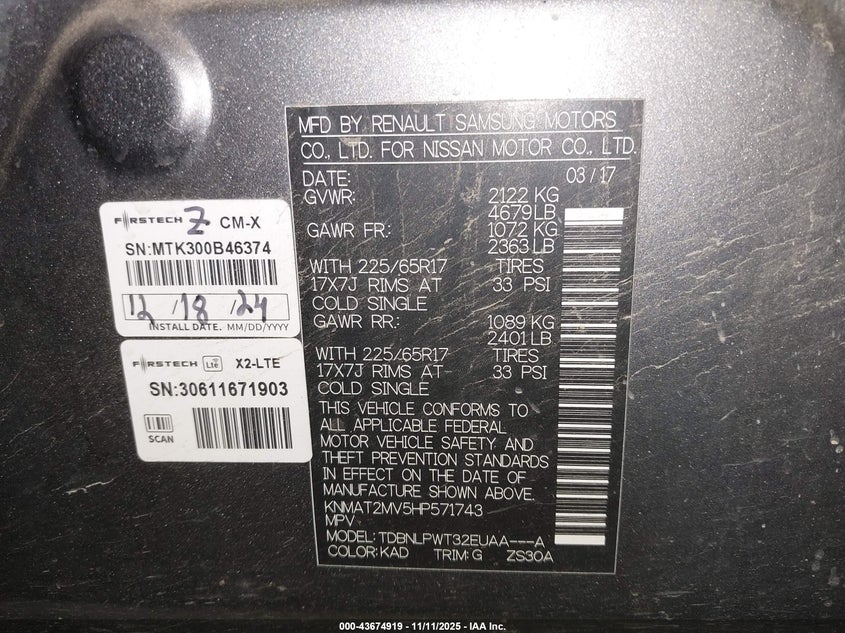 MFD BY RENAULT SAMSUNG MOTORS
CO., LTD. FOR NISSAN MOTOR CO., LTD.
DATE: 03/17
GVWR: 2122 KG
4679LB
GAWR FR: 1072 KG
2363LB
WITH 225/65R17 TIRES
17X7J RIMS AT 33 PSI
COLD SINGLE
GAWR RR: 1089 KG
2401LB
WITH 225/65R17 TIRES
17X7J RIMS AT- 33 PSI
COLD SINGLE
THIS VEHICLE CONFORMS TO
ALL APPLICABLE FEDERAL
MOTOR VEHICLE SAFETY AND
THEFT PREVENTION STANDARDS
IN EFFECT ON THE DATE OF
MANUFACTURE SHOWN ABOVE.
KNMAT2MV5HP571743
MPV
MODEL: TDBNLPWT32EUAA---A
COLOR: KAD TRIM: G ZS30A
FIRSTECH Z CM-X
SN:MTK300B46374
12 / 18 / 24
INSTALL DATE. MM/DD/YYYY
FIRSTECH LTE X2-LTE
SN:30611671903
SCAN
000-43674919 - 11/11/2025 - IAA Inc.